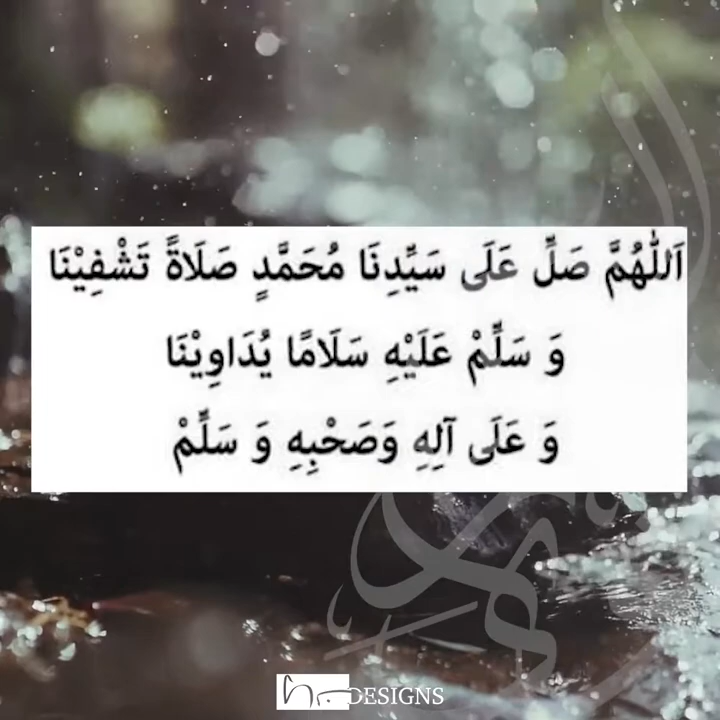 اَللّٰهُمَّ صَلِّ عَلَى سَيِّدِنَا مُحَمَّدٍ صَلَاةً تَشْفِيْنَا
وَ سَلِّمْ عَلَيْهِ سَلَامًا يُدَاوِيْنَا
وَ عَلَى آلِهِ وَصَحْبِهِ وَ سَلِّمْ
DESIGNS